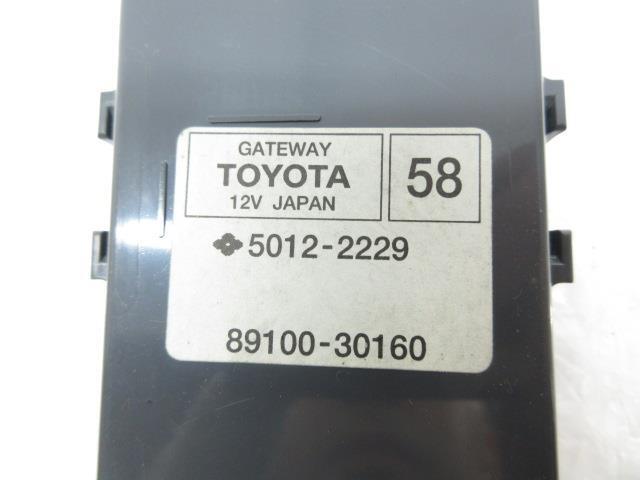 GATEWAY
TOYOTA
12V JAPAN
58
5012-2229
89100-30160